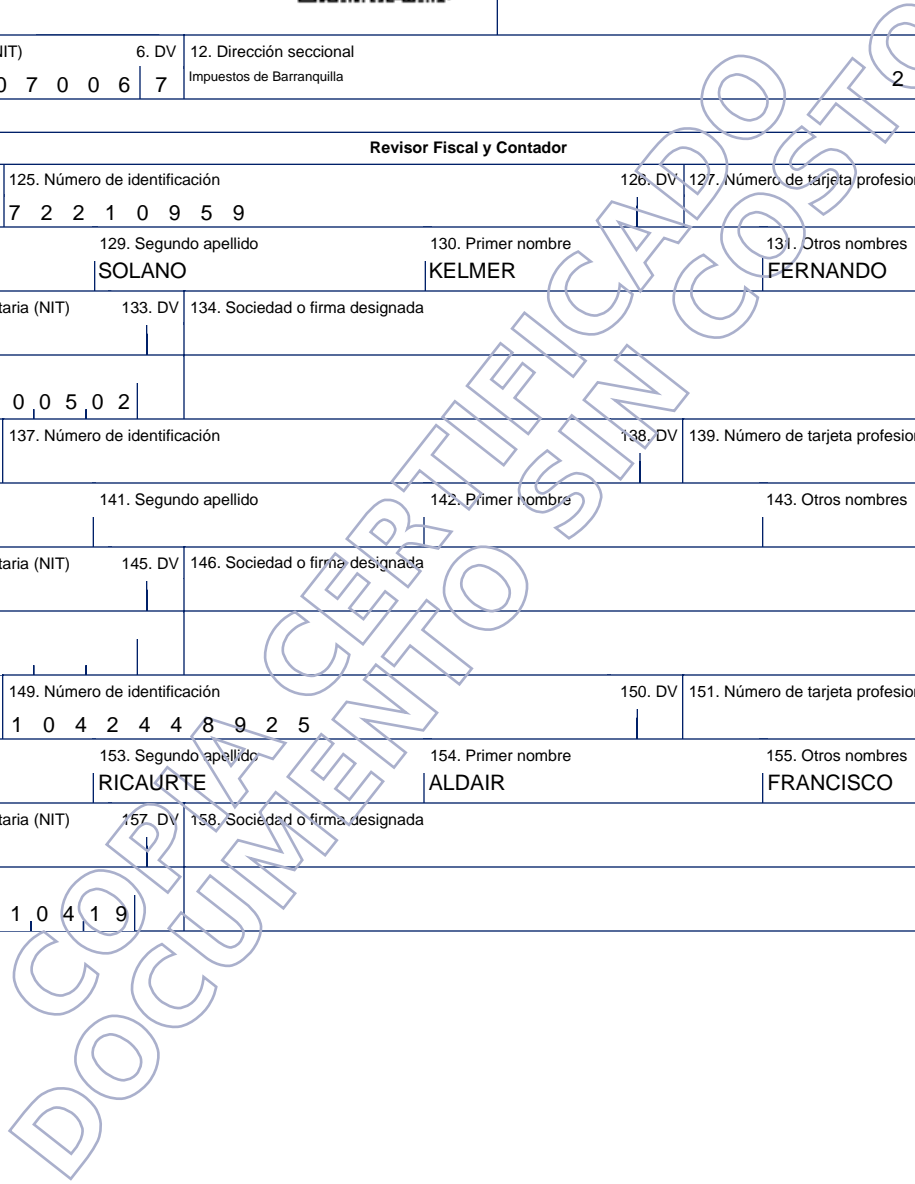 NIT) 6. DV 12. Dirección seccional
0 7 0 0 6 7 Impuestos de Barranquilla 2
Revisor Fiscal y Contador
125. Número de identificación 126. DV 127. Número de tarjeta profesion
7 2 2 1 0 9 5 9
129. Segundo apellido 130. Primer nombre 131. Otros nombres
SOLANO KELMER FERNANDO
taria (NIT) 133. DV 134. Sociedad o firma designada
0 0 5 0 2
137. Número de identificación 138. DV 139. Número de tarjeta profesion
141. Segundo apellido 142. Primer nombre 143. Otros nombres
taria (NIT) 145. DV 146. Sociedad o firma designada
149. Número de identificación 150. DV 151. Número de tarjeta profesion
1 0 4 2 4 4 8 9 2 5
153. Segundo apellido 154. Primer nombre 155. Otros nombres
RICAURTE ALDAIR FRANCISCO
taria (NIT) 157. DV 158. Sociedad o firma designada
1 0 4 1 9
COPIA CERTIFICADO
DOCUMENTO SIN COSTO